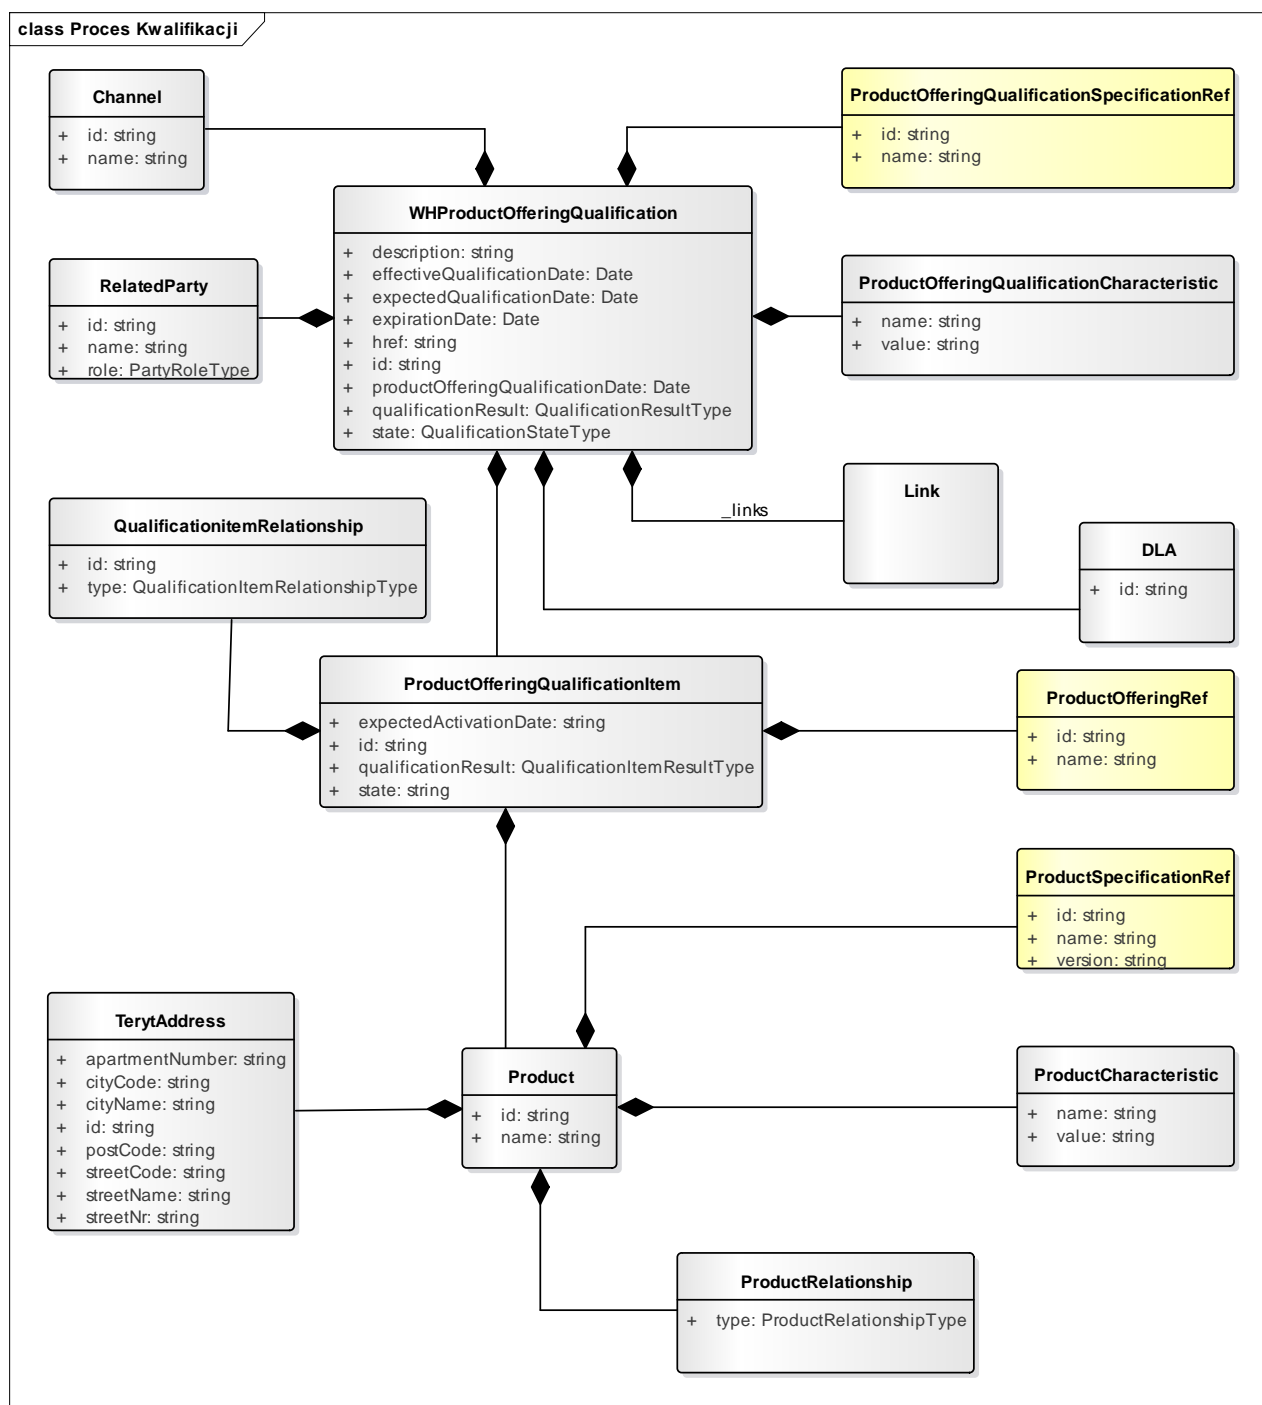 class Proces Kwalifikacji
Channel
+ id: string
+ name: string
ProductOfferingQualificationSpecificationRef
+ id: string
+ name: string
WHProductOfferingQualification
+ description: string
+ effectiveQualificationDate: Date
+ expectedQualificationDate: Date
+ expirationDate: Date
+ href: string
+ id: string
+ productOfferingQualificationDate: Date
+ qualificationResult: QualificationResultType
+ state: QualificationStateType
RelatedParty
+ id: string
+ name: string
+ role: PartyRoleType
ProductOfferingQualificationCharacteristic
+ name: string
+ value: string
Link
_links
QualificationitemRelationship
+ id: string
+ type: QualificationItemRelationshipType
DLA
+ id: string
ProductOfferingQualificationItem
+ expectedActivationDate: string
+ id: string
+ qualificationResult: QualificationItemResultType
+ state: string
ProductOfferingRef
+ id: string
+ name: string
ProductSpecificationRef
+ id: string
+ name: string
+ version: string
TerytAddress
+ apartmentNumber: string
+ cityCode: string
+ cityName: string
+ id: string
+ postCode: string
+ streetCode: string
+ streetName: string
+ streetNr: string
Product
+ id: string
+ name: string
ProductCharacteristic
+ name: string
+ value: string
ProductRelationship
+ type: ProductRelationshipType